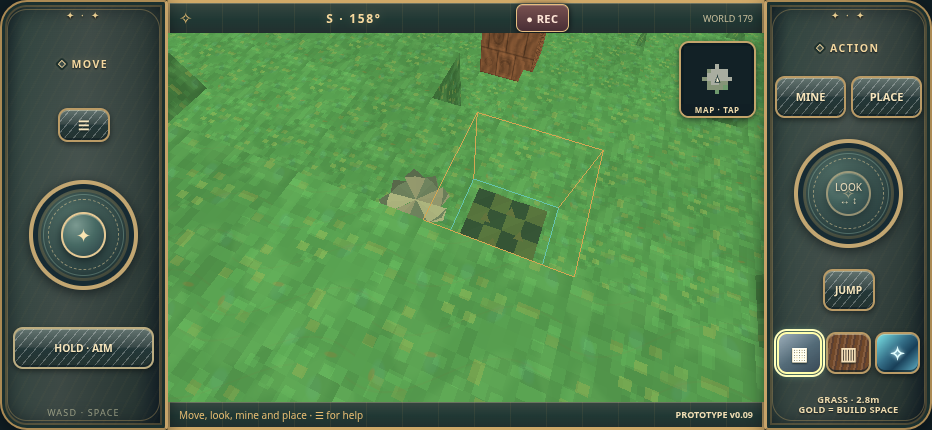 MOVE
HOLD · AIM
WASD · SPACE
S · 158°
● REC
WORLD 179
MAP · TAP
Move, look, mine and place · ☰ for help
PROTOTYPE v0.09
ACTION
MINE
PLACE
LOOK
JUMP
GRASS · 2.8m
GOLD = BUILD SPACE